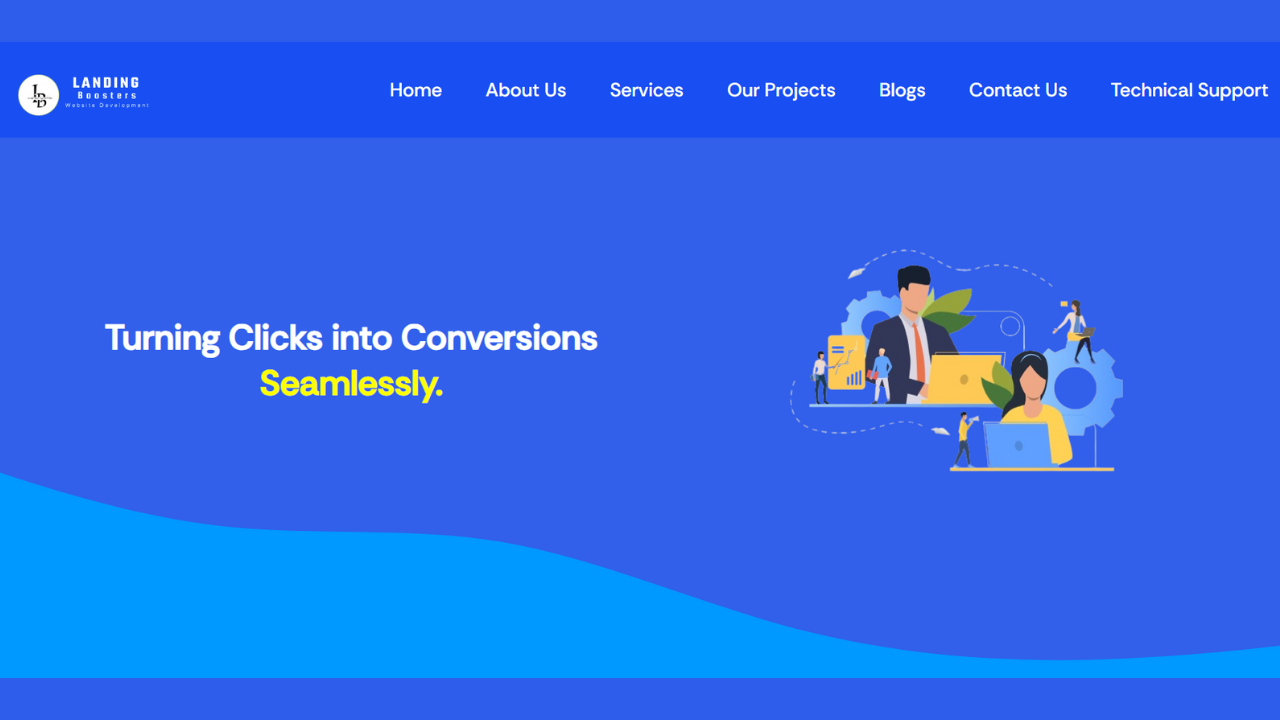 LANDING
Boosters
Website Development
Home About Us Services Our Projects Blogs Contact Us Technical Support
Turning Clicks into Conversions
Seamlessly.